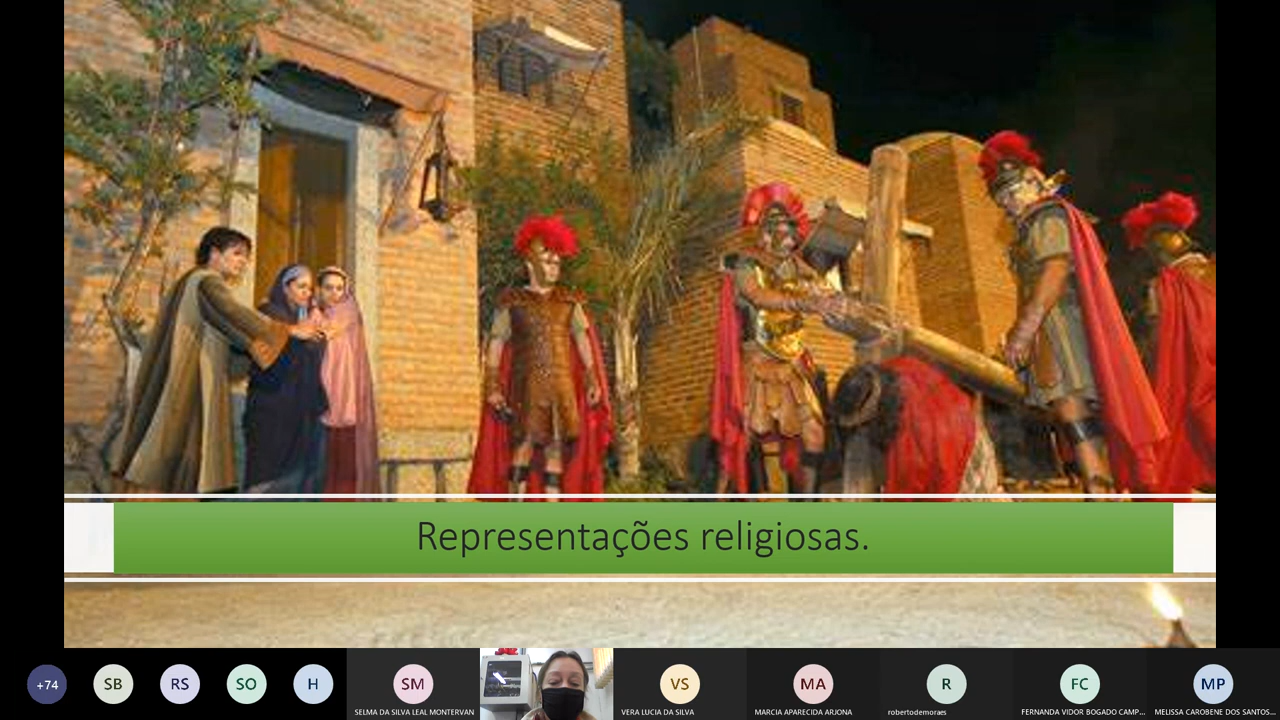 Representações religiosas.
+74
SB
RS
SO
H
SM
VS
MA
R
FC
MP
SELMA DA SILVA LEAL MONTERVAN
VERA LUCIA DA SILVA
MARCIA APARECIDA ARJONA
robertodemoraes
FERNANDA VIDOR BOGADO CAMP...
MELISSA CAROBENE DOS SANTOS...